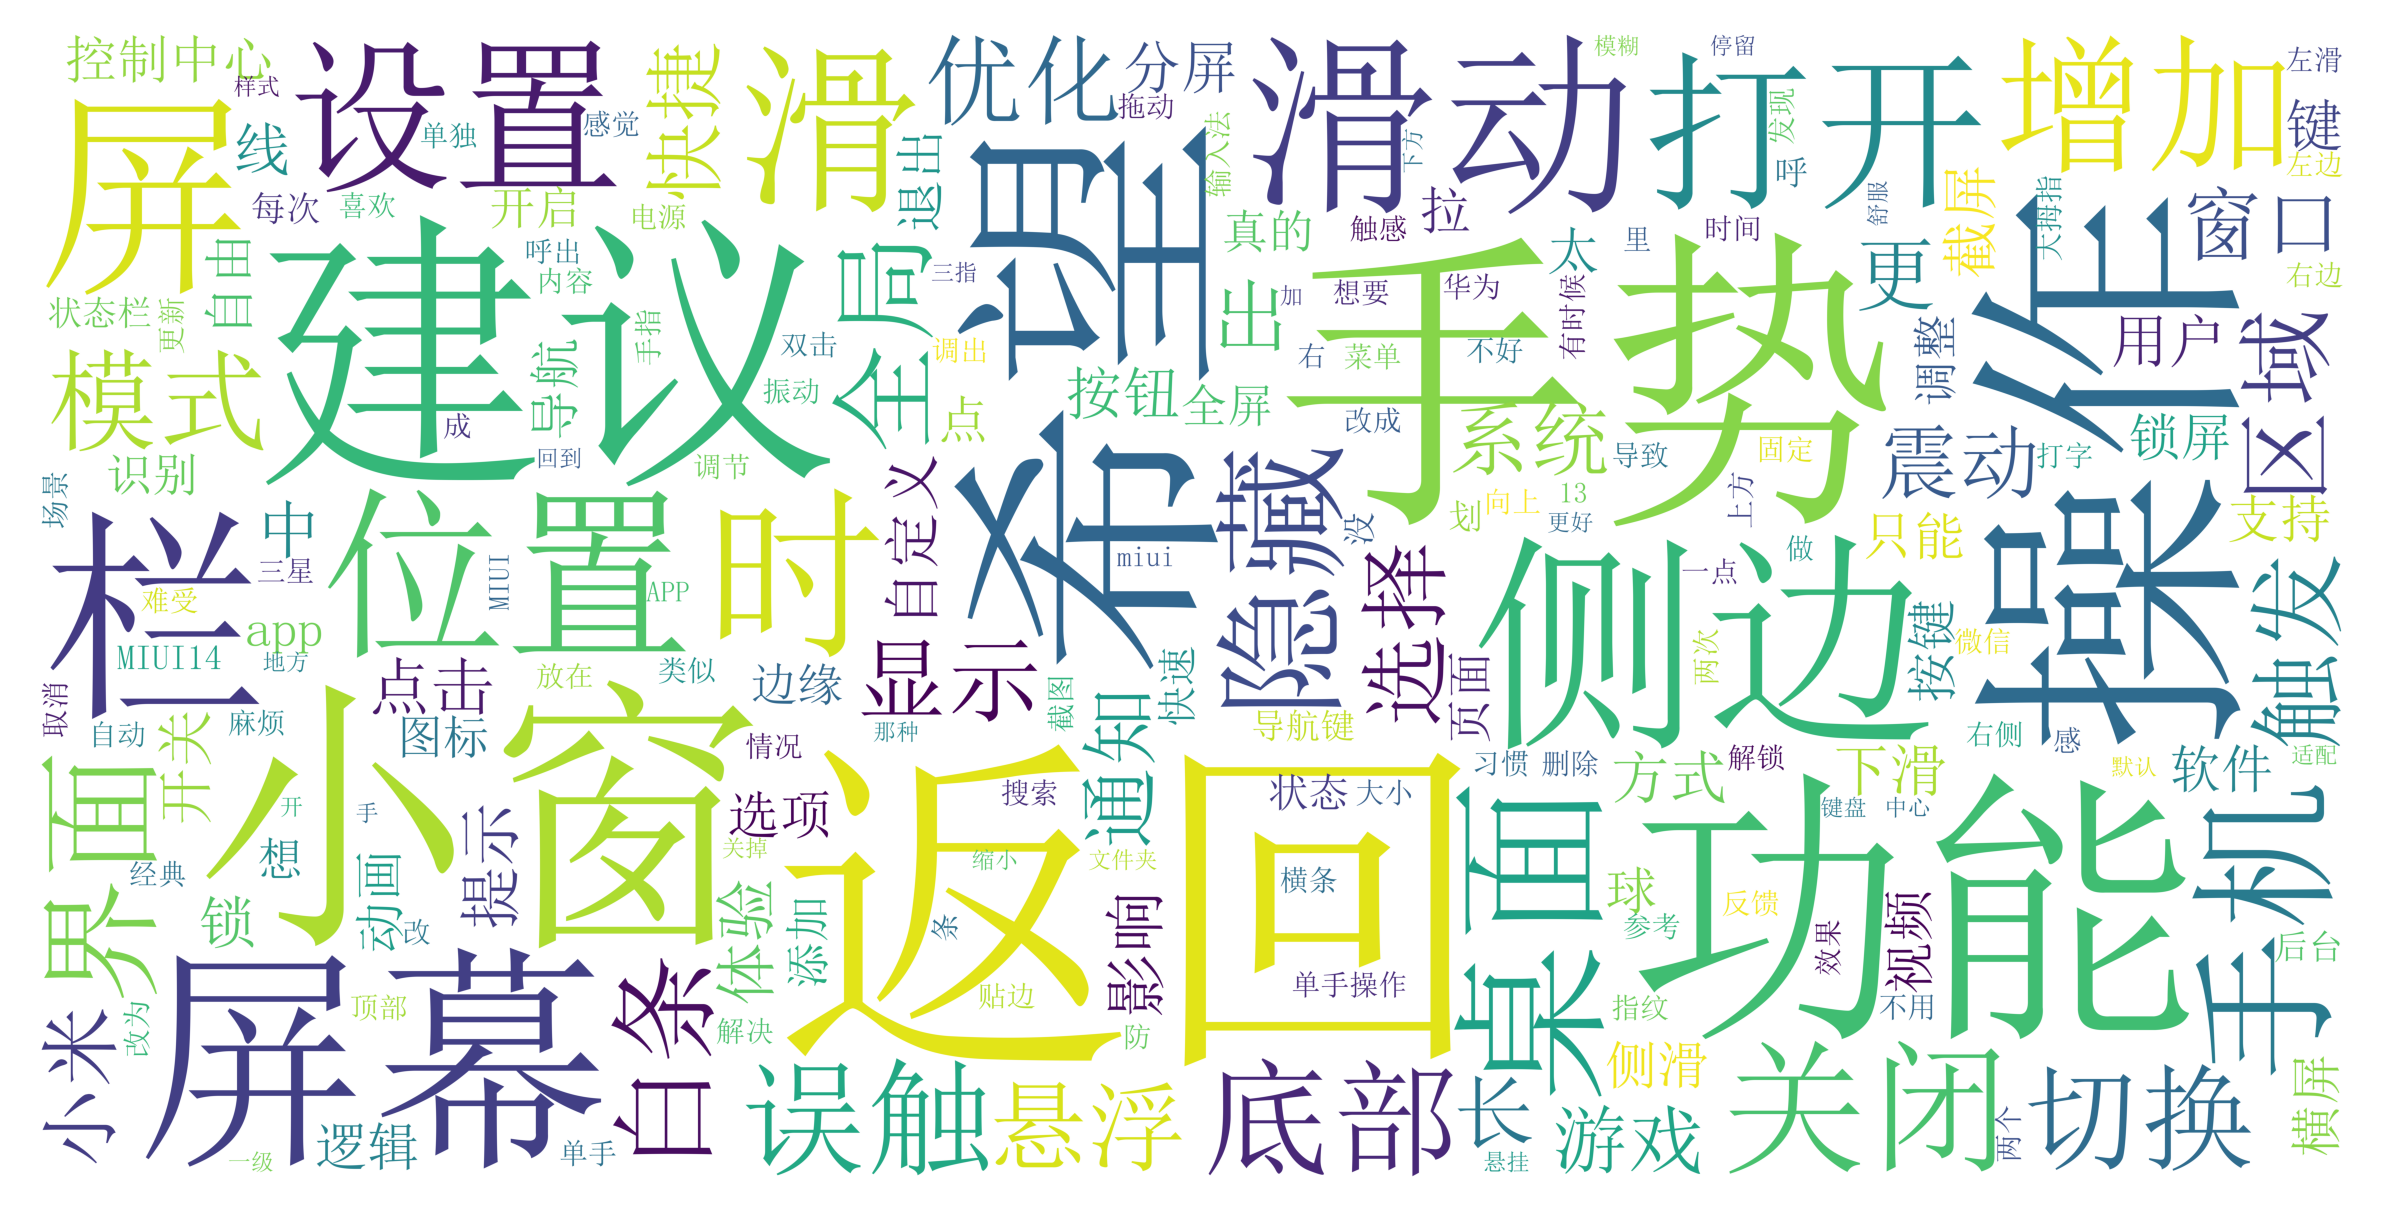 控制中心
样式
设置
快捷
滑
优化
分屏
拖动
滑动
模糊
停留
打开
增加
左滑
键
左边
屏
线
单独
感觉
每次
喜欢
开启
电源
退出
输入法
下方
发现
呼
希望
真的
拉
触感
太
里
时间
舒服
大拇指
更
截屏
窗口
右边
状态栏
更新
自由
建议
呼出
内容
手指
导航
双击
振动
全局
三指
调出
出
加
想要
华为
有时候
右
菜单
不好
手势
操作
调整
用户
区域
模式
识别
成
回到
调节
点
按钮
全屏
改成
系统
导致
固定
震动
打字
锁屏
场景
栏
中
三星
难受
位置
MIUI
时
自定义
隐藏
没
划
向上
13
更好
上方
只能
支持
miui
选择
侧边
做
一点
两次
按键
微信
触发
app
MIUI14
地方
APP
取消
自动
麻烦
点击
图标
放在
类似
边缘
显示
那种
情况
截图
通知
快速
导航键
页面
习惯
删除
解锁
方式
下滑
右侧
感
软件
适配
默认
界面
开关
开
手
小窗
选项
搜索
状态
大小
桌面
键盘
中心
功能
手机
经典
想
动画
改
提示
关掉
返回
缩小
文件夹
横条
球
参考
反馈
效果
视频
后台
锁
体验
添加
条
影响
单手操作
指纹
不用
小米
改为
顶部
屏幕
白条
解决
贴边
防
侧滑
关闭
切换
横屏
一级
逻辑
单手
误触
悬浮
底部
长
悬挂
游戏
两个